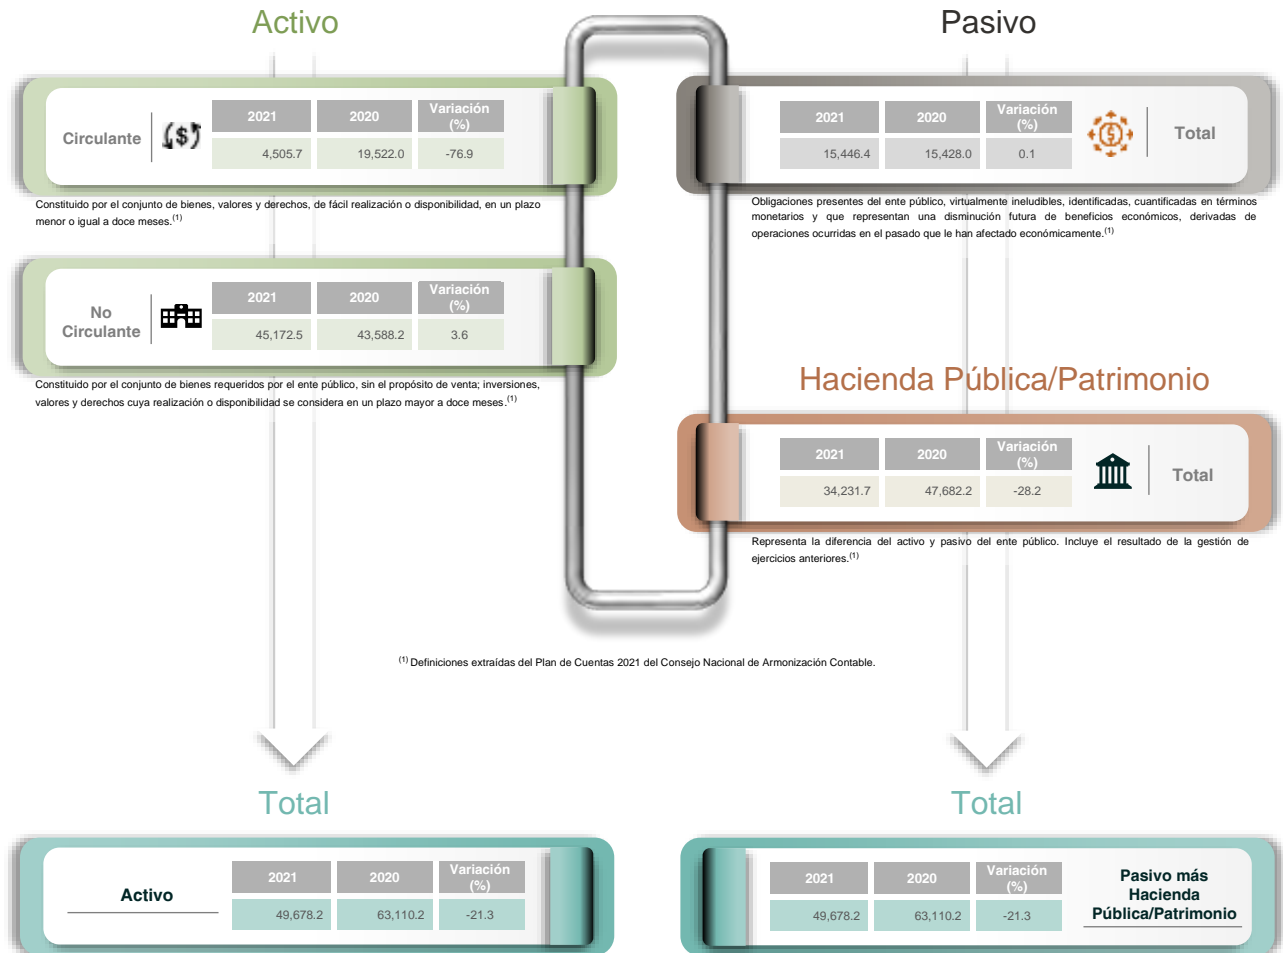 Activo
Circulante
2021 2020 Variación (%)
4,505.7 19,522.0 -76.9
Constituido por el conjunto de bienes, valores y derechos, de fácil realización o disponibilidad, en un plazo
menor o igual a doce meses.(1)
No
Circulante
2021 2020 Variación (%)
45,172.5 43,588.2 3.6
Constituido por el conjunto de bienes requeridos por el ente público, sin el propósito de venta; inversiones,
valores y derechos cuya realización o disponibilidad se considera en un plazo mayor a doce meses.(1)
Pasivo
2021 2020 Variación (%)
15,446.4 15,428.0 0.1
Total
Obligaciones presentes del ente público, virtualmente ineludibles, identificadas, cuantificadas en términos
monetarios y que representan una disminución futura de beneficios económicos, derivadas de
operaciones ocurridas en el pasado que le han afectado económicamente.(1)
Hacienda Pública/Patrimonio
2021 2020 Variación (%)
34,231.7 47,682.2 -28.2
Total
Representa la diferencia del activo y pasivo del ente público. Incluye el resultado de la gestión de
ejercicios anteriores.(1)
(1) Definiciones extraídas del Plan de Cuentas 2021 del Consejo Nacional de Armonización Contable.
Total
Activo
2021 2020 Variación (%)
49,678.2 63,110.2 -21.3
Total
2021 2020 Variación (%)
49,678.2 63,110.2 -21.3
Pasivo más
Hacienda
Pública/Patrimonio